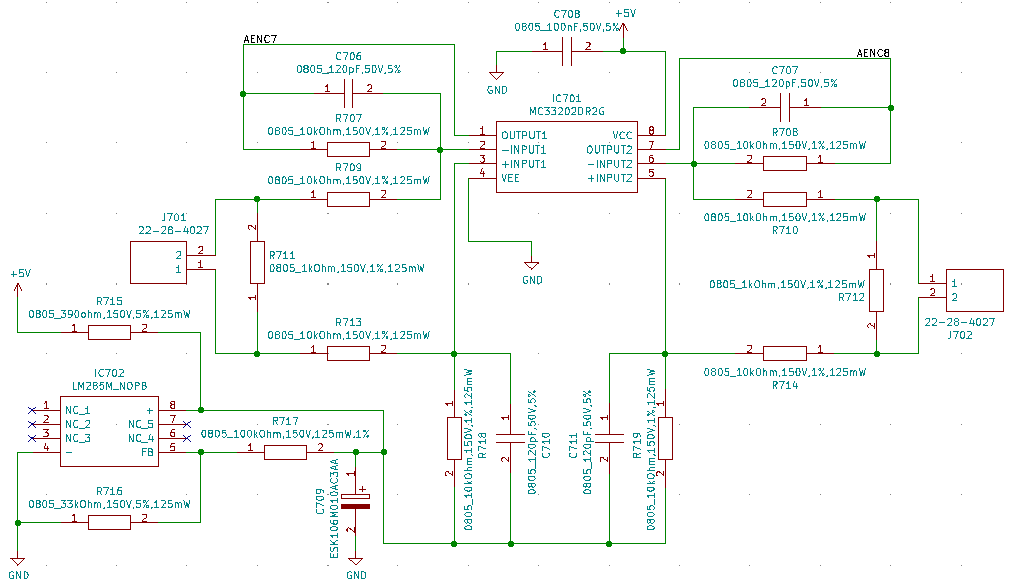 C708
0805_100nF,50V,5%
+5V
1
2
GND
AENC7
C706
0805_120pF,50V,5%
1
2
R707
0805_10kOhm,150V,1%,125mW
1
2
R709
0805_10kOhm,150V,1%,125mW
1
2
IC701
MC33202DR2G
1
OUTPUT1
2
-INPUT1
3
+INPUT1
4
VEE
VCC
8
OUTPUT2
7
-INPUT2
6
+INPUT2
5
GND
AENC8
C707
0805_120pF,50V,5%
2
1
R708
0805_10kOhm,150V,1%,125mW
2
1
2
1
0805_10kOhm,150V,1%,125mW
R710
J701
22-28-4027
2
2
1
1
2
R711
0805_1kOhm,150V,1%,125mW
1
1
0805_1kOhm,150V,1%,125mW
R712
2
1
1
2
2
22-28-4027
J702
+5V
R715
0805_390ohm,150V,5%,125mW
1
2
R713
0805_10kOhm,150V,1%,125mW
1
2
2
1
0805_10kOhm,150V,1%,125mW
R714
IC702
LM285M_NOPB
1
NC_1
2
NC_2
3
NC_3
4
-
+
8
NC_5
7
NC_4
6
FB
5
R717
0805_100kOhm,150V,125mW,1%
1
2
R716
0805_33kOhm,150V,5%,125mW
1
2
GND
C709
ESK106M010AC3AA
1
+
2
GND
1
2
0805_10kOhm,150V,1%,125mW
R718
1
2
0805_120pF,50V,5%
C710
C711
0805_120pF,50V,5%
1
2
R719
0805_10kOhm,150V,1%,125mW
1
2